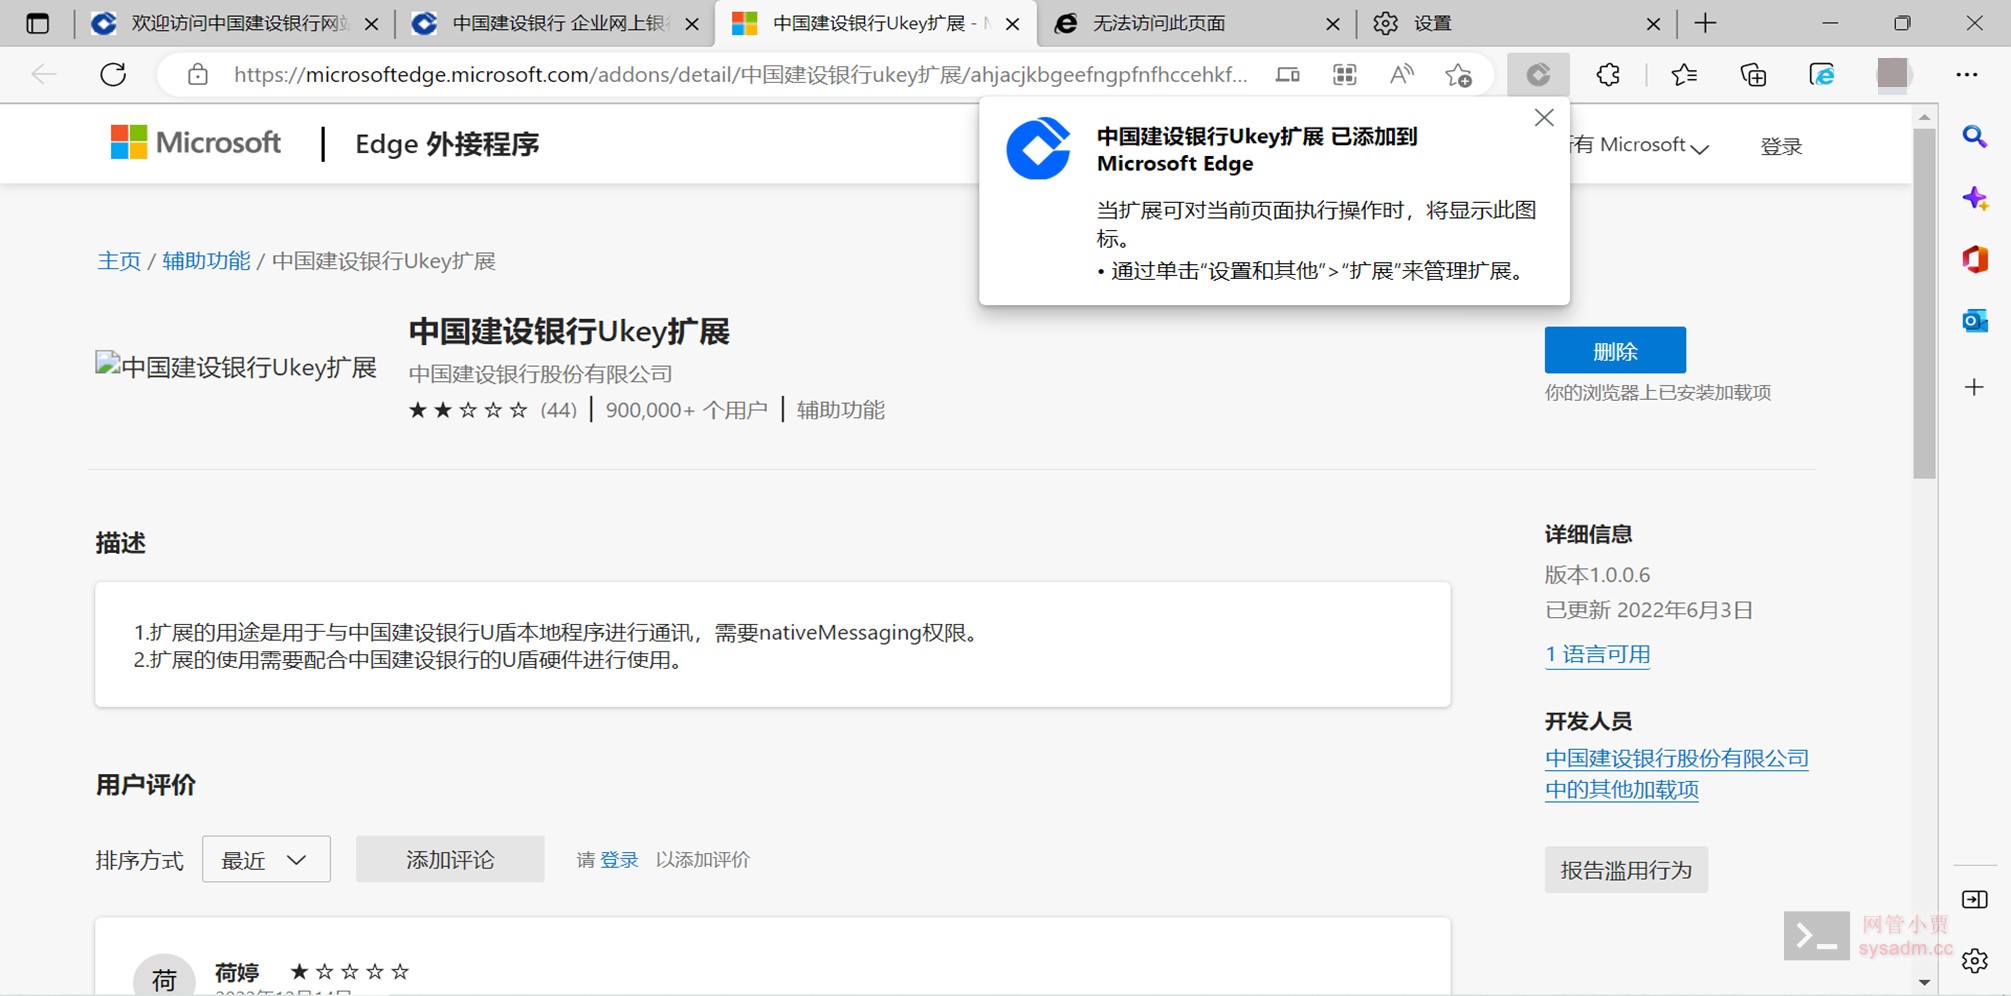 欢迎访问中国建设银行网站
中国建设银行 企业网上银行
中国建设银行Ukey扩展 -
无法访问此页面
设置
https://microsoftedge.microsoft.com/addons/detail/中国建设银行ukey扩展/ahjacjkbgeefngpfnfhccehkf...
Microsoft
Edge 外接程序
有 Microsoft
登录
中国建设银行Ukey扩展 已添加到
Microsoft Edge
当扩展可对当前页面执行操作时，将显示此图
标。
• 通过单击“设置和其他”>“扩展”来管理扩展。
主页 / 辅助功能 / 中国建设银行Ukey扩展
中国建设银行Ukey扩展
中国建设银行Ukey扩展
中国建设银行股份有限公司
(44) 900,000+ 个用户 辅助功能
删除
你的浏览器上已安装加载项
描述
1.扩展的用途是用于与中国建设银行U盾本地程序进行通讯，需要nativeMessaging权限。
2.扩展的使用需要配合中国建设银行的U盾硬件进行使用。
详细信息
版本1.0.0.6
已更新 2022年6月3日
1 语言可用
开发人员
中国建设银行股份有限公司
中的其他加载项
报告滥用行为
用户评价
排序方式 最近 添加评论 请 登录 以添加评价
荷 荷婷
网管小贾
sysadm.cc